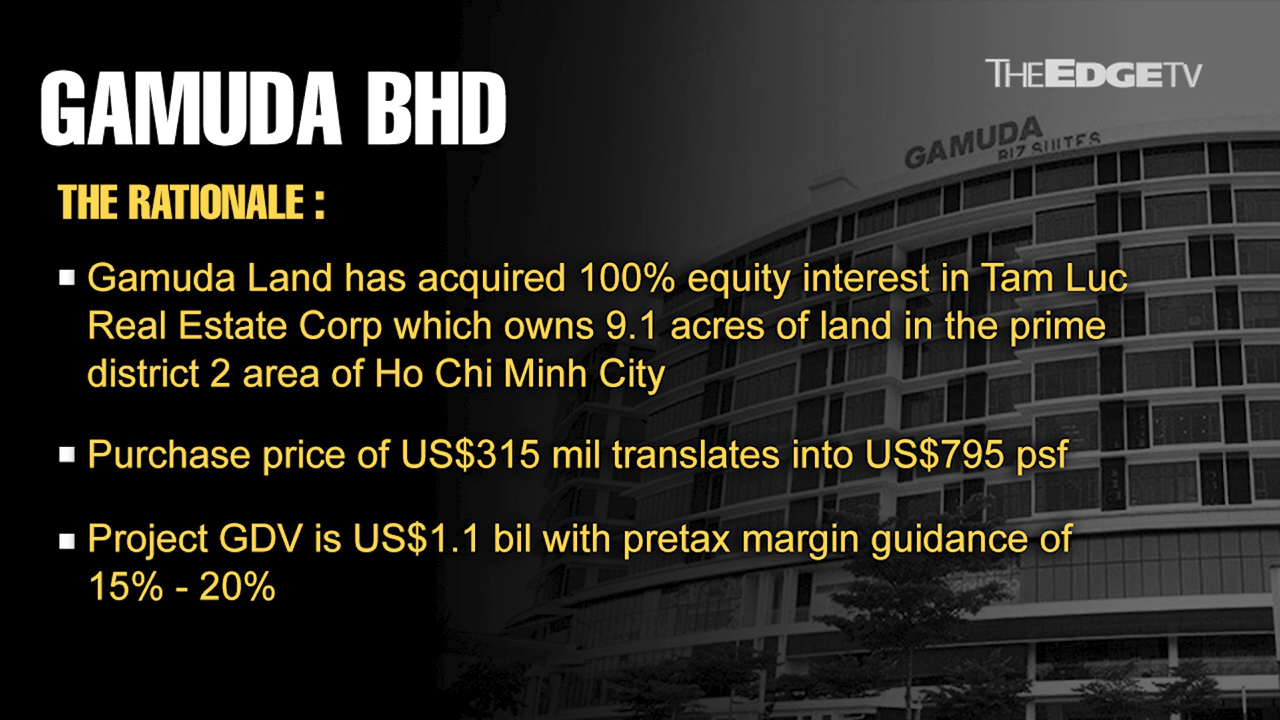 THEEDGETV
GAMUDA BHD
GAMUDA
BIZ SUITES
THE RATIONALE :
Gamuda Land has acquired 100% equity interest in Tam Luc
Real Estate Corp which owns 9.1 acres of land in the prime
district 2 area of Ho Chi Minh City
Purchase price of US$315 mil translates into US$795 psf
Project GDV is US$1.1 bil with pretax margin guidance of
15% - 20%